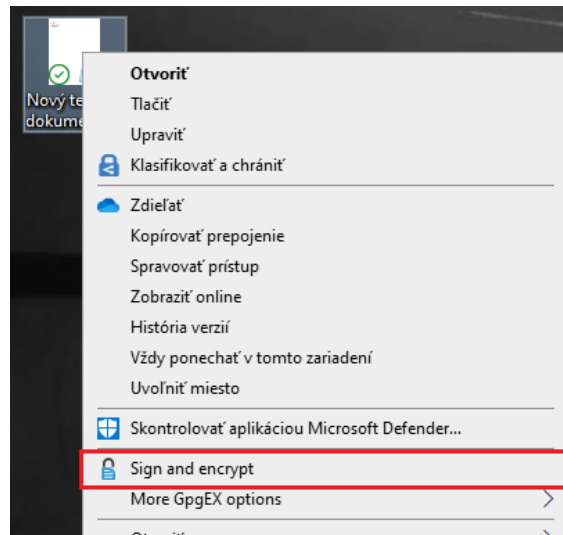 Nový te
dokume
Otvoriť
Tlačiť
Upraviť
Klasifikovať a chrániť
Zdieľať
Kopírovať prepojenie
Spravovať prístup
Zobraziť online
História verzií
Vždy ponechať v tomto zariadení
Uvoľniť miesto
Skontrolovať aplikáciou Microsoft Defender...
Sign and encrypt
More GpgEX options